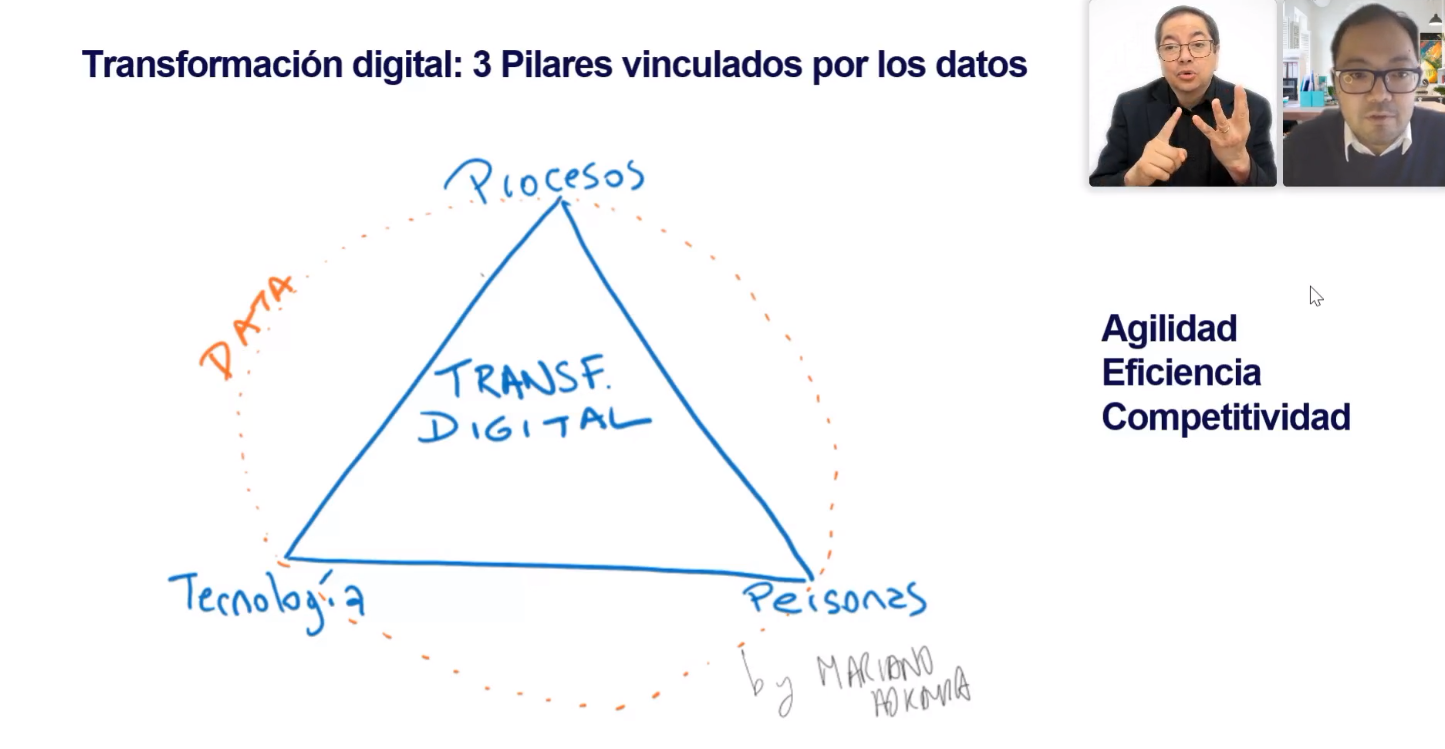 Transformación digital: 3 Pilares vinculados por los datos
Procesos
DATA
TRANSF.
DIGITAL
Agilidad
Eficiencia
Competitividad
Tecnología
Personas
by MARIANO